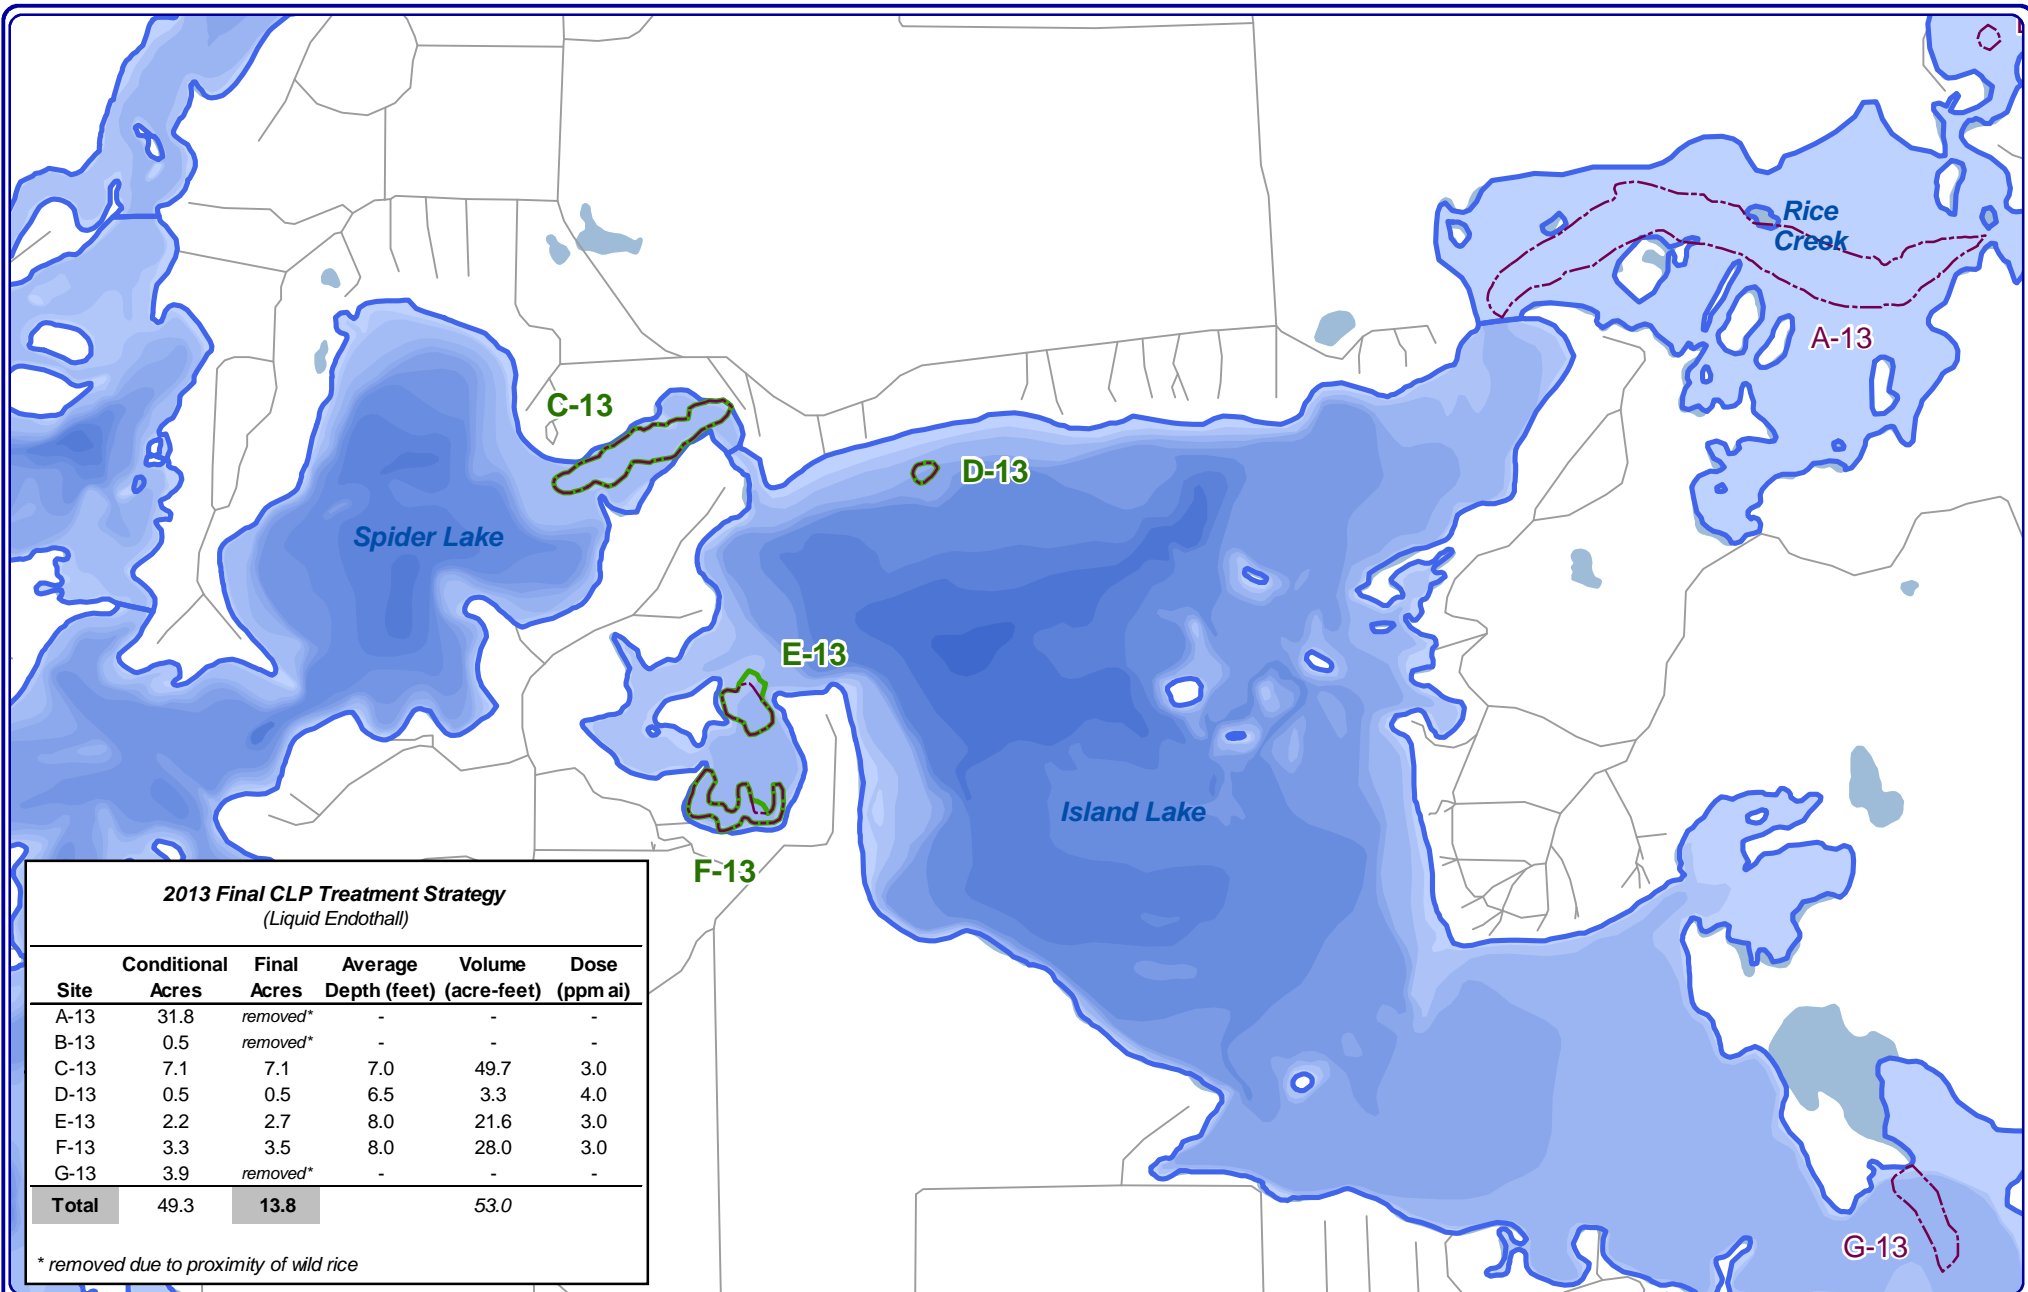 Rice
Creek
A-13
C-13
D-13
Spider Lake
E-13
Island Lake
F-13
G-13
2013 Final CLP Treatment Strategy
(Liquid Endothall)
Conditional Final Average Volume Dose
Site Acres Acres Depth (feet) (acre-feet) (ppm ai)
A-13 31.8 removed* - - -
B-13 0.5 removed* - - -
C-13 7.1 7.1 7.0 49.7 3.0
D-13 0.5 0.5 6.5 3.3 4.0
E-13 2.2 2.7 8.0 21.6 3.0
F-13 3.3 3.5 8.0 28.0 3.0
G-13 3.9 removed* - - -
Total 49.3 13.8 53.0
* removed due to proximity of wild rice